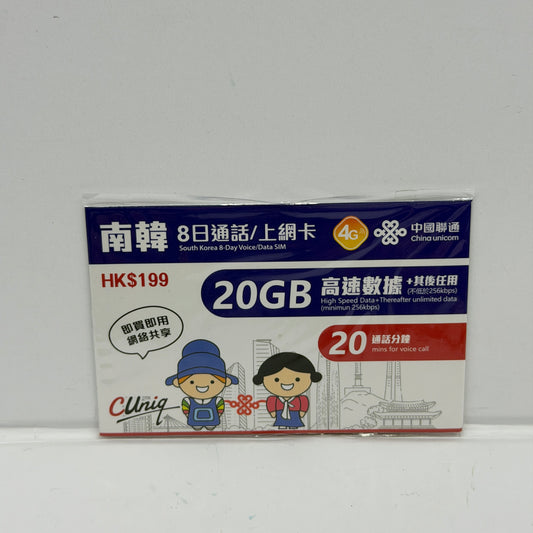 南韓 8日通話/上網卡
South Korea 8-Day Voice/Data SIM
4G
中國聯通
China unicom
HK$199
20GB 高速數據 +其後任用
(不低於256kbps)
High Speed Data+Thereafter unlimited data
(minimun 256kbps)
即買即用
網絡共享
20 通話分鐘
mins for voice call
CUniq